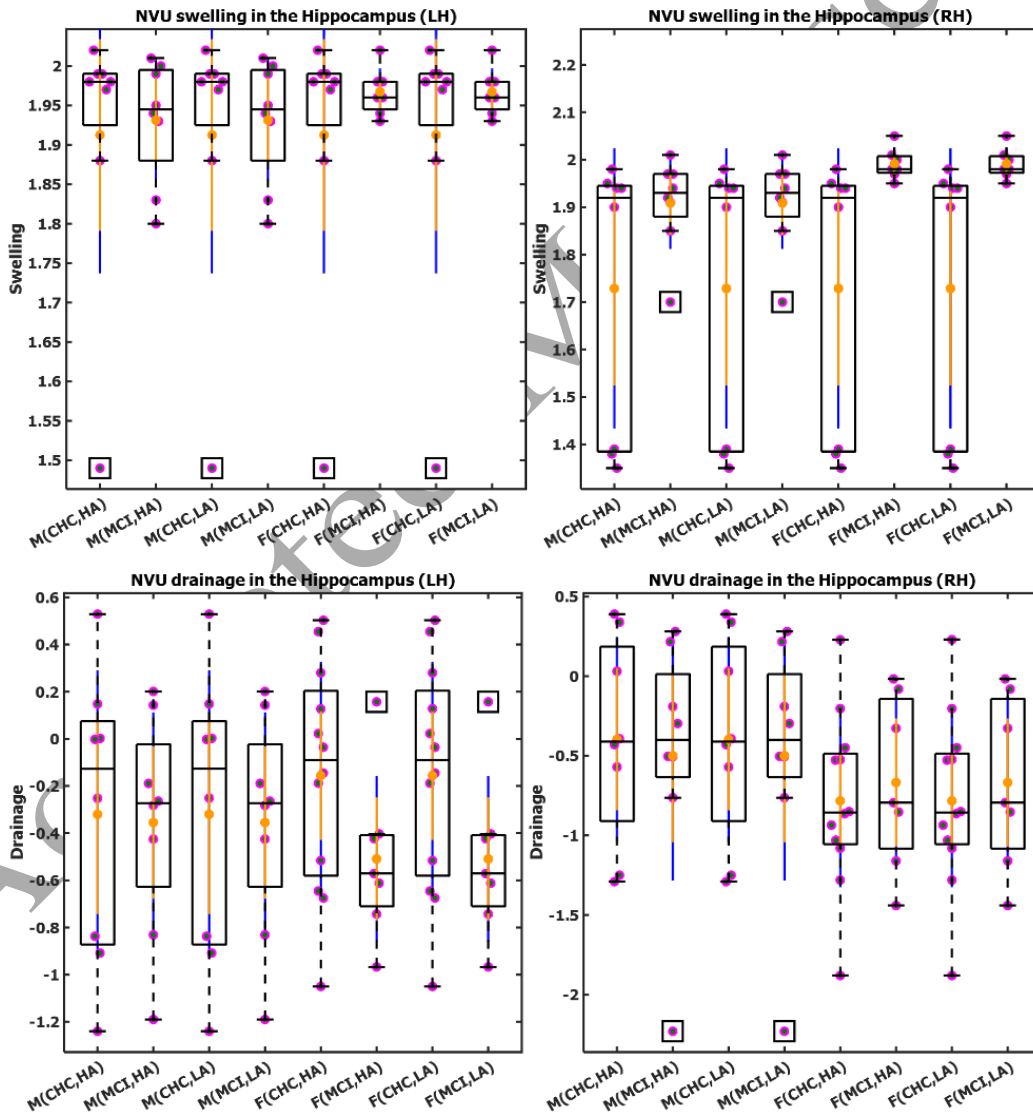 NVU swelling in the Hippocampus (LH)
Swelling
2
1.95
1.9
1.85
1.8
1.75
1.7
1.65
1.6
1.55
1.5
M(CHC,HA)
M(MCI,HA)
M(CHC,LA)
M(MCI,LA)
F(CHC,HA)
F(MCI,HA)
F(CHC,LA)
F(MCI,LA)
NVU swelling in the Hippocampus (RH)
Swelling
2.2
2.1
2
1.9
1.8
1.7
1.6
1.5
1.4
M(CHC,HA)
M(MCI,HA)
M(CHC,LA)
M(MCI,LA)
F(CHC,HA)
F(MCI,HA)
F(CHC,LA)
F(MCI,LA)
NVU drainage in the Hippocampus (LH)
Drainage
0.6
0.4
0.2
0
-0.2
-0.4
-0.6
-0.8
-1
-1.2
M(CHC,HA)
M(MCI,HA)
M(CHC,LA)
M(MCI,LA)
F(CHC,HA)
F(MCI,HA)
F(CHC,LA)
F(MCI,LA)
NVU drainage in the Hippocampus (RH)
Drainage
0.5
0
-0.5
-1
-1.5
-2
M(CHC,HA)
M(MCI,HA)
M(CHC,LA)
M(MCI,LA)
F(CHC,HA)
F(MCI,HA)
F(CHC,LA)
F(MCI,LA)